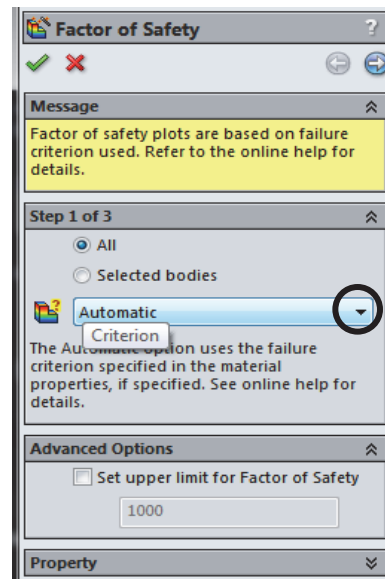 Factor of Safety
?
Message
Factor of safety plots are based on failure
criterion used. Refer to the online help for
details.
Step 1 of 3
All
Selected bodies
Automatic
Criterion
The Automatic option uses the failure
criterion specified in the material
properties, if specified. See online help for
details.
Advanced Options
Set upper limit for Factor of Safety
1000
Property